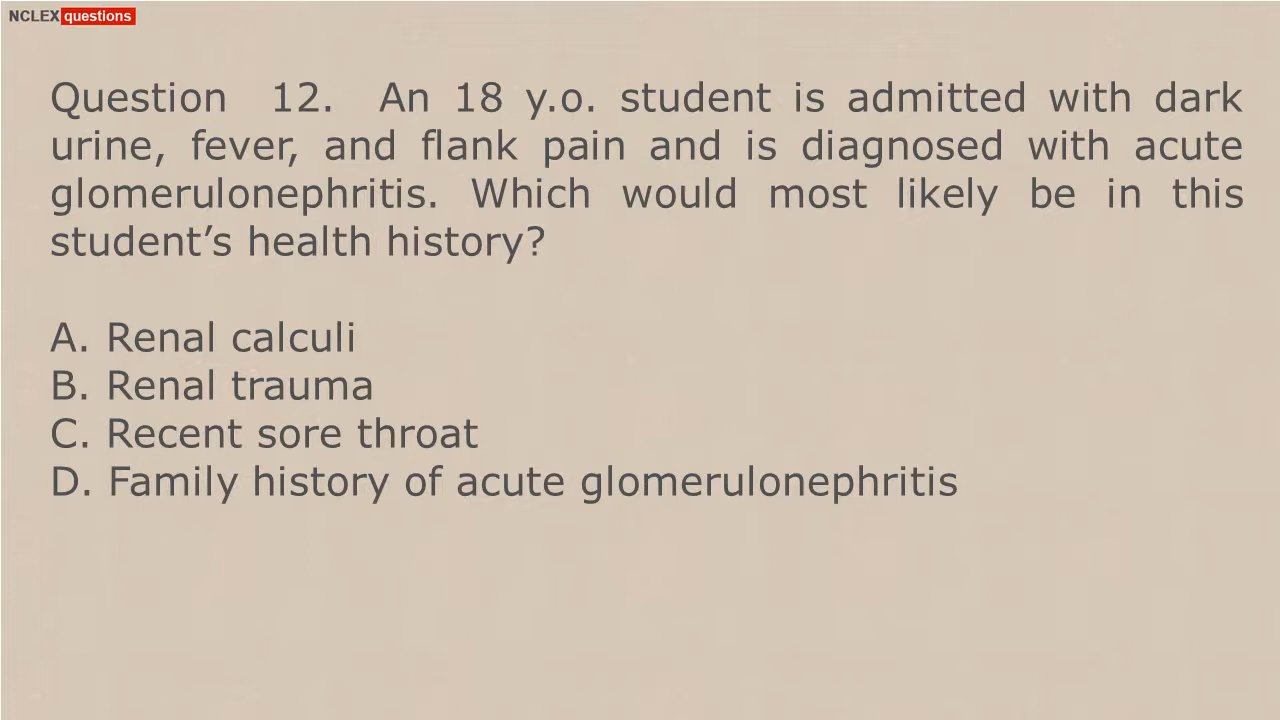 NCLEX questions
Question 12. An 18 y.o. student is admitted with dark
urine, fever, and flank pain and is diagnosed with acute
glomerulonephritis. Which would most likely be in this
student’s health history?
A. Renal calculi
B. Renal trauma
C. Recent sore throat
D. Family history of acute glomerulonephritis